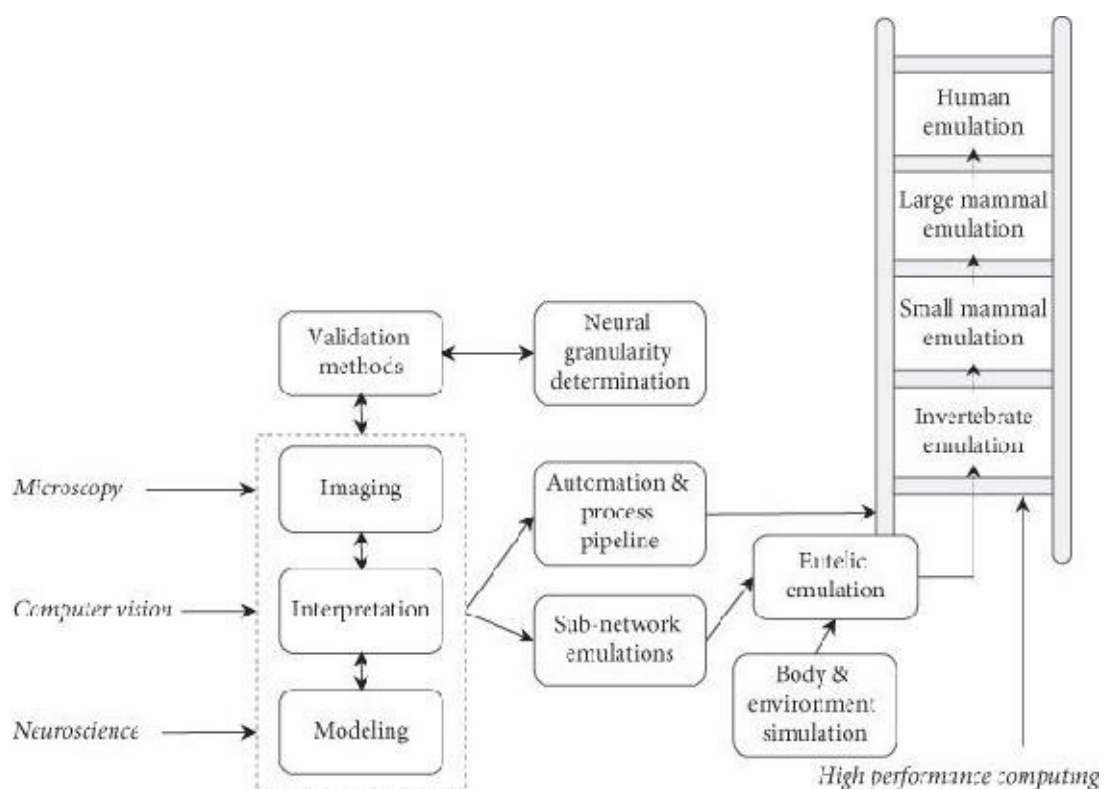 Human
emulation
Large mammal
emulation
Small mammal
emulation
Invertebrate
emulation
Validation
methods
Neural
granularity
determination
Microscopy
Imaging
Automation &
process
pipeline
Computer vision
Interpretation
Sub-network
emulations
Eutelic
emulation
Body &
environment
simulation
Neuroscience
Modeling
High performance computing